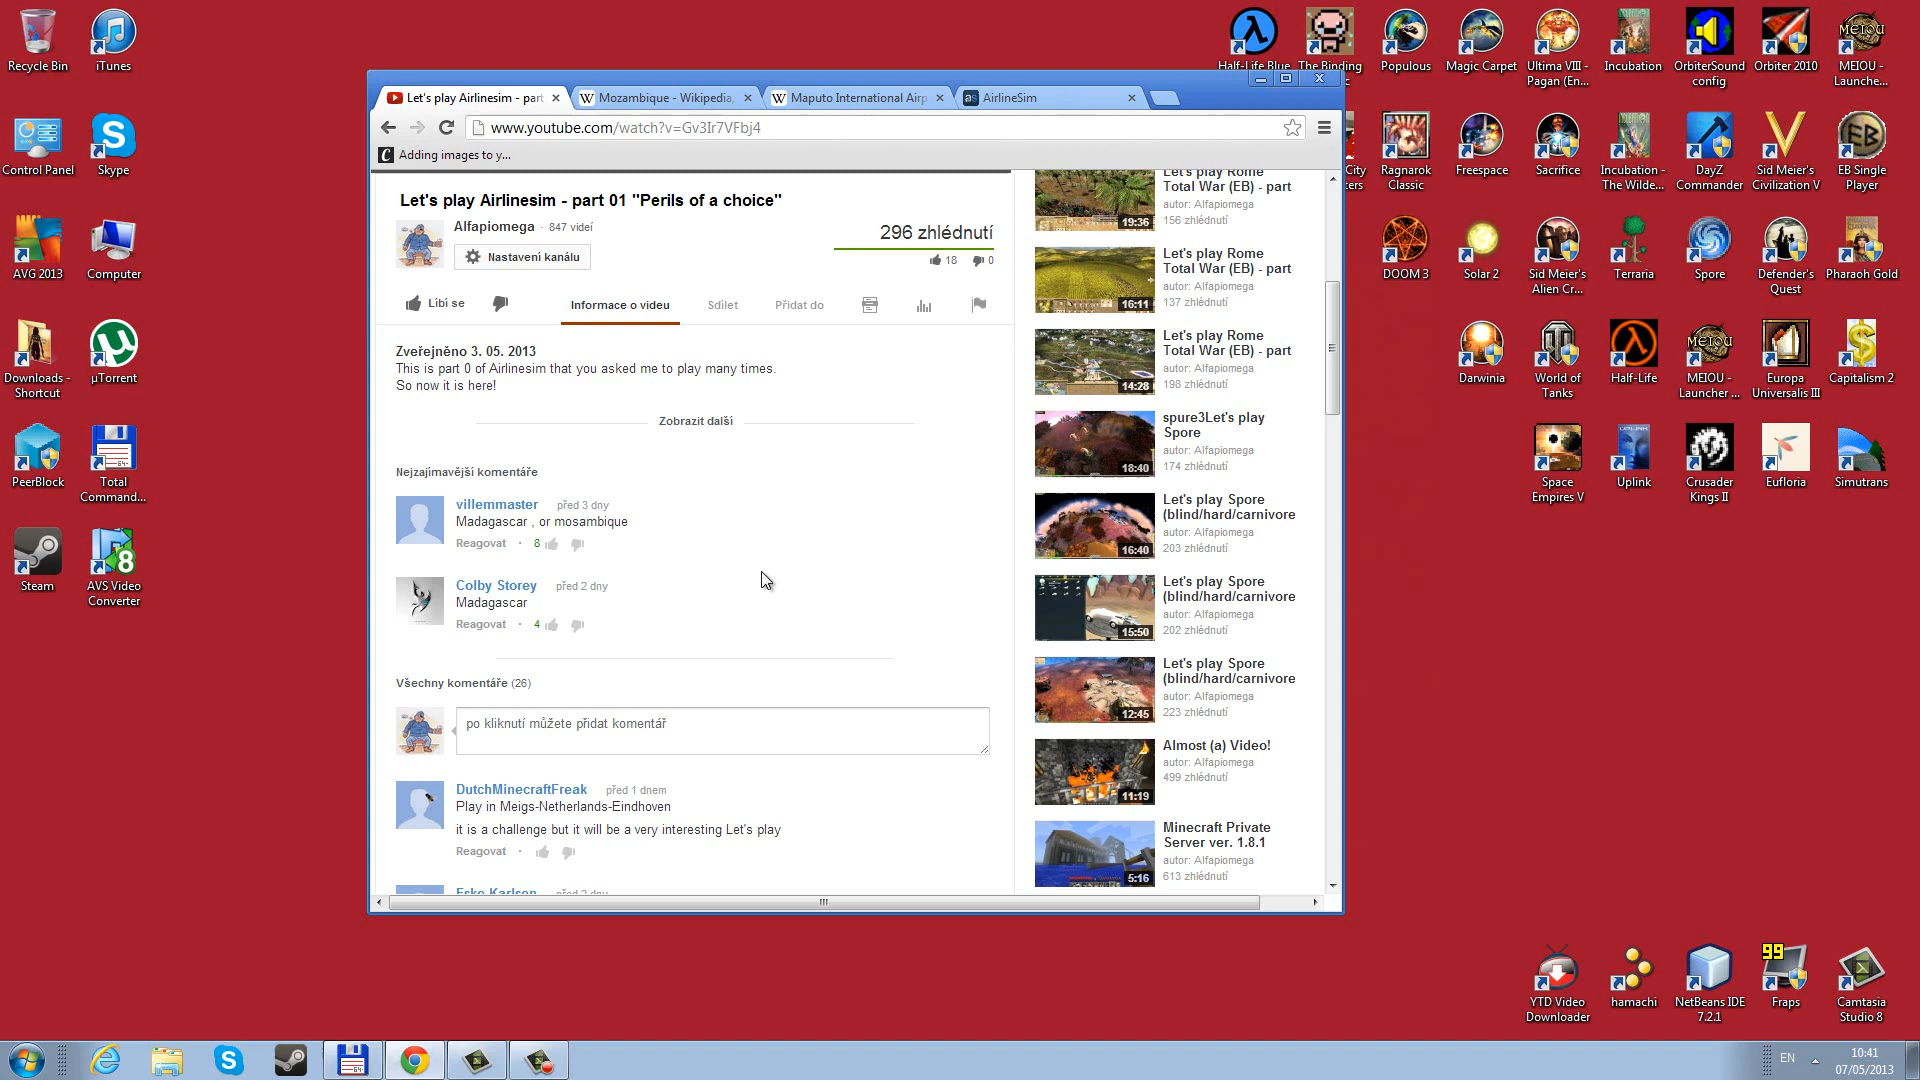 Recycle Bin
iTunes
Control Panel
Skype
AVG 2013
Computer
Downloads -
Shortcut
µTorrent
PeerBlock
Total
Command...
Steam
AVS Video
Converter
Let's play Airlinesim - part
Mozambique - Wikipedia,
Maputo International Airp
AirlineSim
www.youtube.com/watch?v=Gv3Ir7VFbj4
Adding images to y...
Let's play Airlinesim - part 01 "Perils of a choice"
Alfapiomega · 847 videí
Nastavení kanálu
296 zhlédnutí
18 0
Líbí se
Informace o videu
Sdílet
Přidat do
Zveřejněno 3. 05. 2013
This is part 0 of Airlinesim that you asked me to play many times.
So now it is here!
Zobrazit další
Nejzajímavější komentáře
villemmaster před 3 dny
Madagascar , or mosambique
Reagovat · 8
Colby Storey před 2 dny
Madagascar
Reagovat · 4
Všechny komentáře (26)
po kliknutí můžete přidat komentář
DutchMinecraftFreak před 1 dnem
Play in Meigs-Netherlands-Eindhoven
it is a challenge but it will be a very interesting Let's play
Reagovat ·
Eske Karlsen před 2 dny
Let's play Rome
Total War (EB) - part
autor: Alfapiomega
156 zhlédnutí
19:36
Let's play Rome
Total War (EB) - part
autor: Alfapiomega
137 zhlédnutí
16:11
Let's play Rome
Total War (EB) - part
autor: Alfapiomega
198 zhlédnutí
14:28
spure3Let's play
Spore
autor: Alfapiomega
174 zhlédnutí
18:40
Let's play Spore
(blind/hard/carnivore
autor: Alfapiomega
203 zhlédnutí
16:40
Let's play Spore
(blind/hard/carnivore
autor: Alfapiomega
202 zhlédnutí
15:50
Let's play Spore
(blind/hard/carnivore
autor: Alfapiomega
223 zhlédnutí
12:45
Almost (a) Video!
autor: Alfapiomega
499 zhlédnutí
11:19
Minecraft Private
Server ver. 1.8.1
autor: Alfapiomega
613 zhlédnutí
5:16
Half-Life Blue
The Binding
Populous
Magic Carpet
Ultima VIII -
Pagan (En...
Incubation
OrbiterSound
config
Orbiter 2010
MEIOU -
Launche...
Ragnarok
Classic
Freespace
Sacrifice
Incubation -
The Wilde...
DayZ
Commander
Sid Meier's
Civilization V
EB Single
Player
DOOM 3
Solar 2
Sid Meier's
Alien Cr...
Terraria
Spore
Defender's
Quest
Pharaoh Gold
Darwinia
World of
Tanks
Half-Life
MEIOU -
Launcher ...
Europa
Universalis III
Capitalism 2
Space
Empires V
Uplink
Crusader
Kings II
Eufloria
Simutrans
YTD Video
Downloader
hamachi
NetBeans IDE
7.2.1
99
Fraps
Camtasia
Studio 8
EN
10:41
07/05/2013